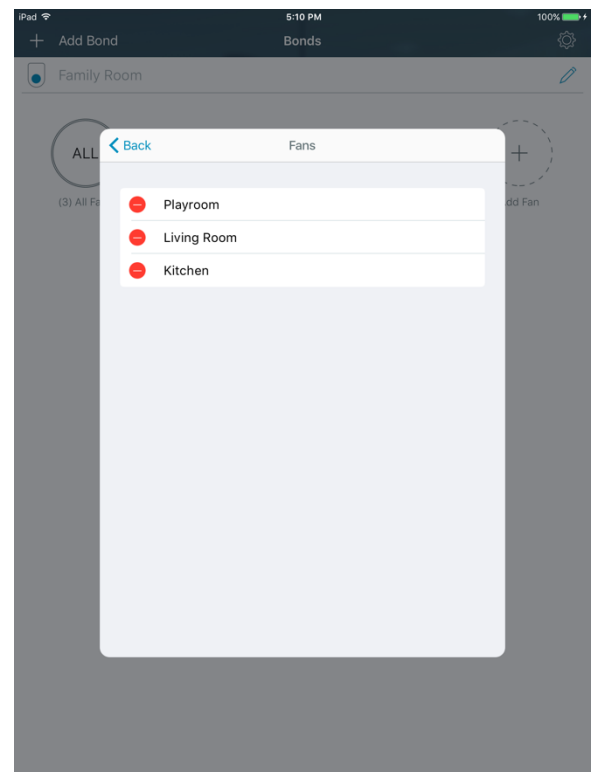 iPad 5:10 PM 100%
Add Bond Bonds
Family Room
Back Fans
ALL
(3) All Fa dd Fan
Playroom
Living Room
Kitchen